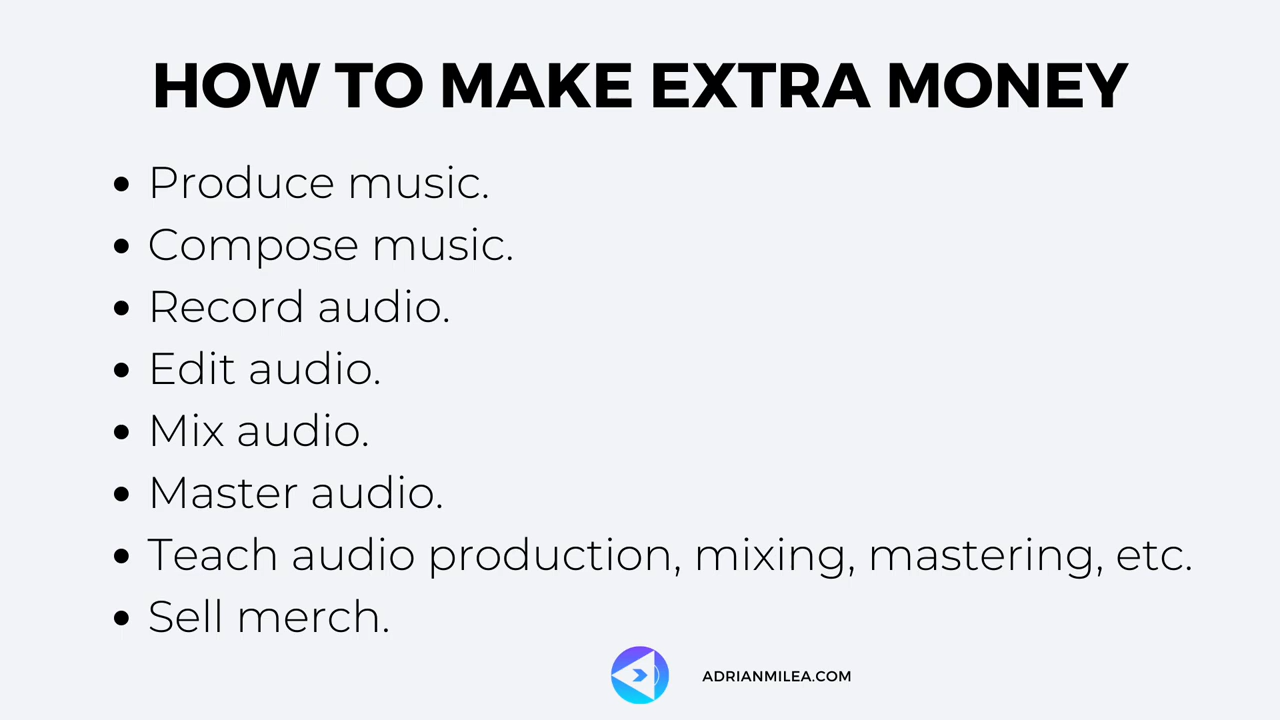 HOW TO MAKE EXTRA MONEY
• Produce music.
• Compose music.
• Record audio.
• Edit audio.
• Mix audio.
• Master audio.
• Teach audio production, mixing, mastering, etc.
• Sell merch.
ADRIANMILEA.COM